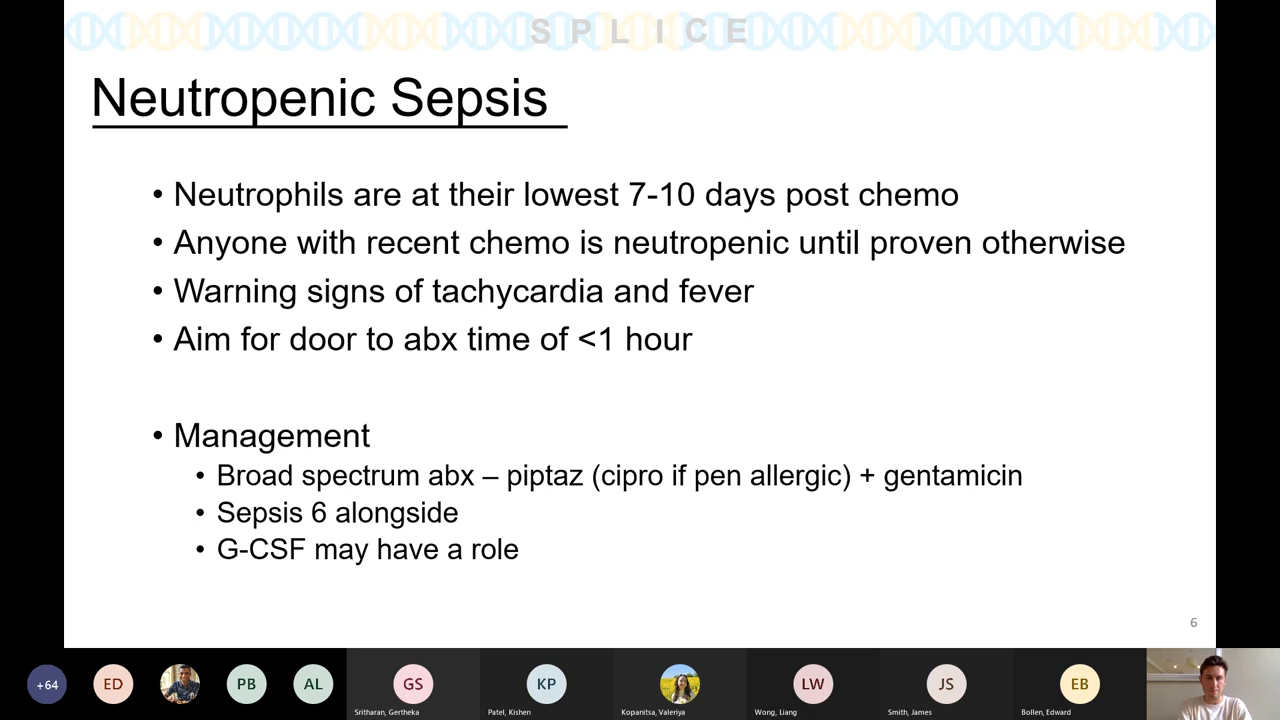 SPLICE
Neutropenic Sepsis
• Neutrophils are at their lowest 7-10 days post chemo
• Anyone with recent chemo is neutropenic until proven otherwise
• Warning signs of tachycardia and fever
• Aim for door to abx time of <1 hour
• Management
• Broad spectrum abx – piptaz (cipro if pen allergic) + gentamicin
• Sepsis 6 alongside
• G-CSF may have a role
6
+64 ED PB AL GS KP LW JS EB
Sritharan, Gertheka Patel, Kishen Kopanitsa, Valeriya Wong, Liang Smith, James Bollen, Edward